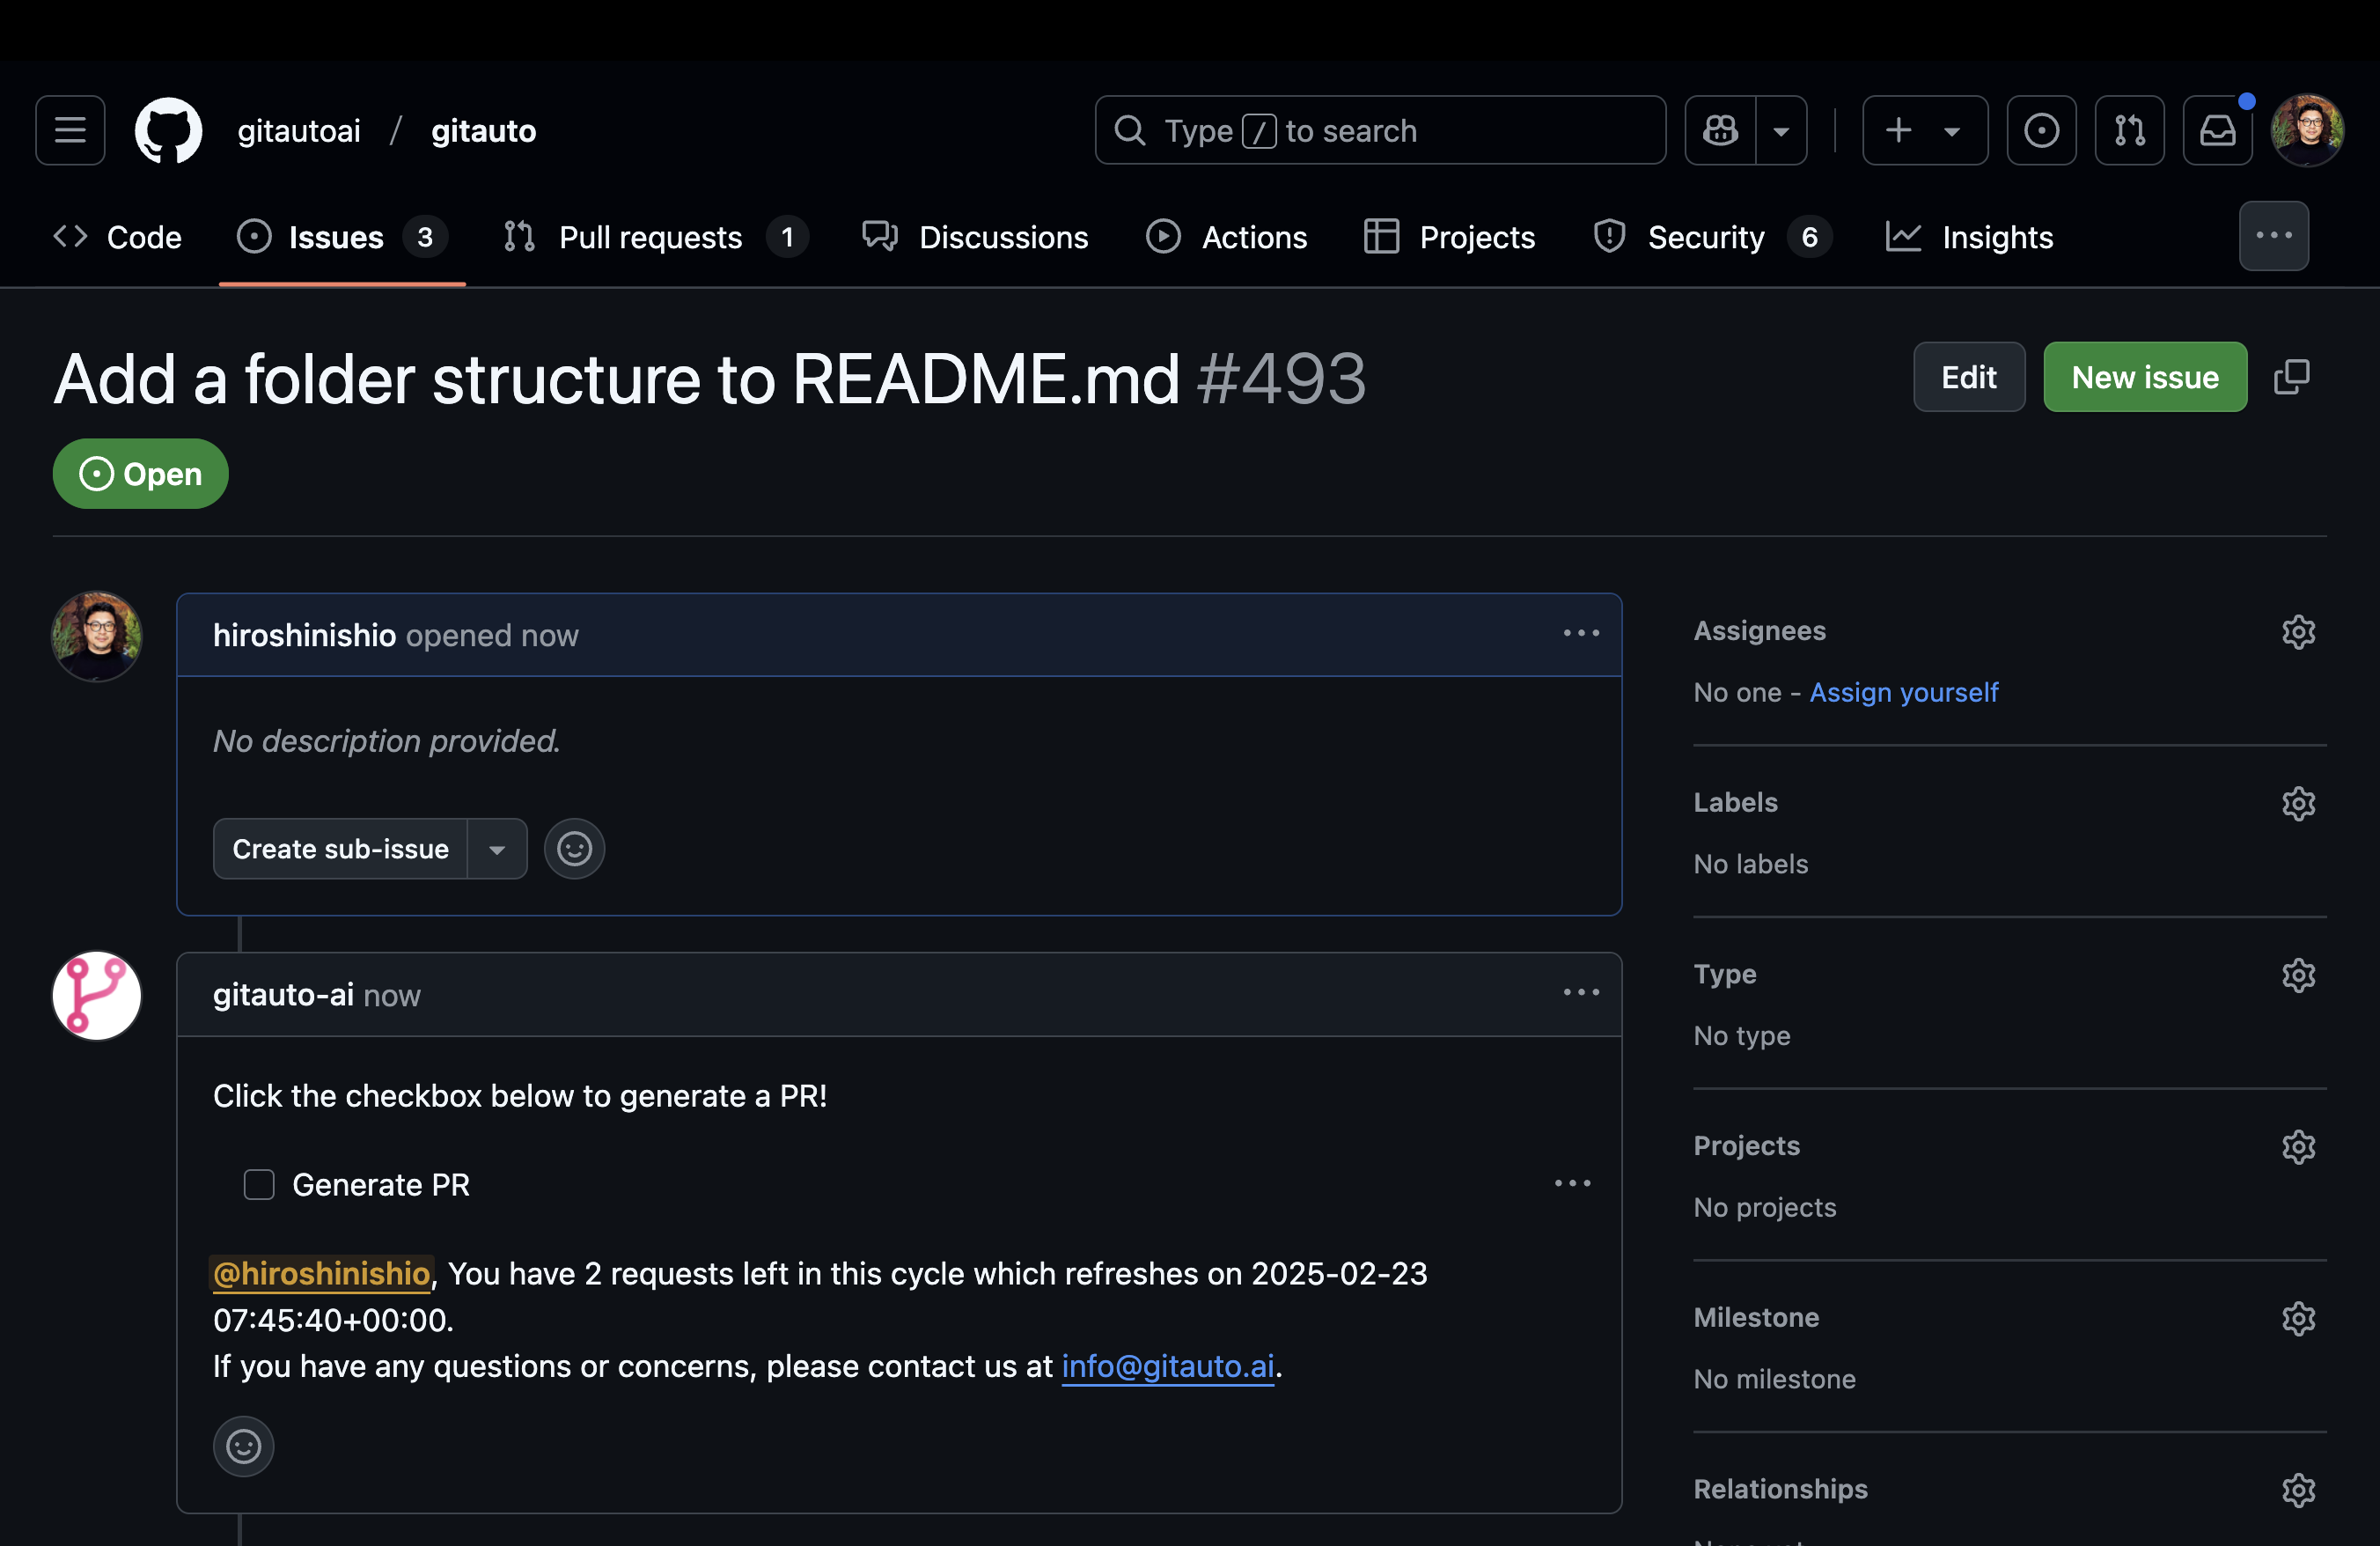 gitautoai / gitauto
Type / to search
Code
Issues 3
Pull requests 1
Discussions
Actions
Projects
Security 6
Insights
Add a folder structure to README.md #493
Edit
New issue
Open
hiroshinishio opened now
No description provided.
Create sub-issue
gitauto-ai now
Click the checkbox below to generate a PR!
Generate PR
@hiroshinishio, You have 2 requests left in this cycle which refreshes on 2025-02-23
07:45:40+00:00.
If you have any questions or concerns, please contact us at info@gitauto.ai.
Assignees
No one - Assign yourself
Labels
No labels
Type
No type
Projects
No projects
Milestone
No milestone
Relationships